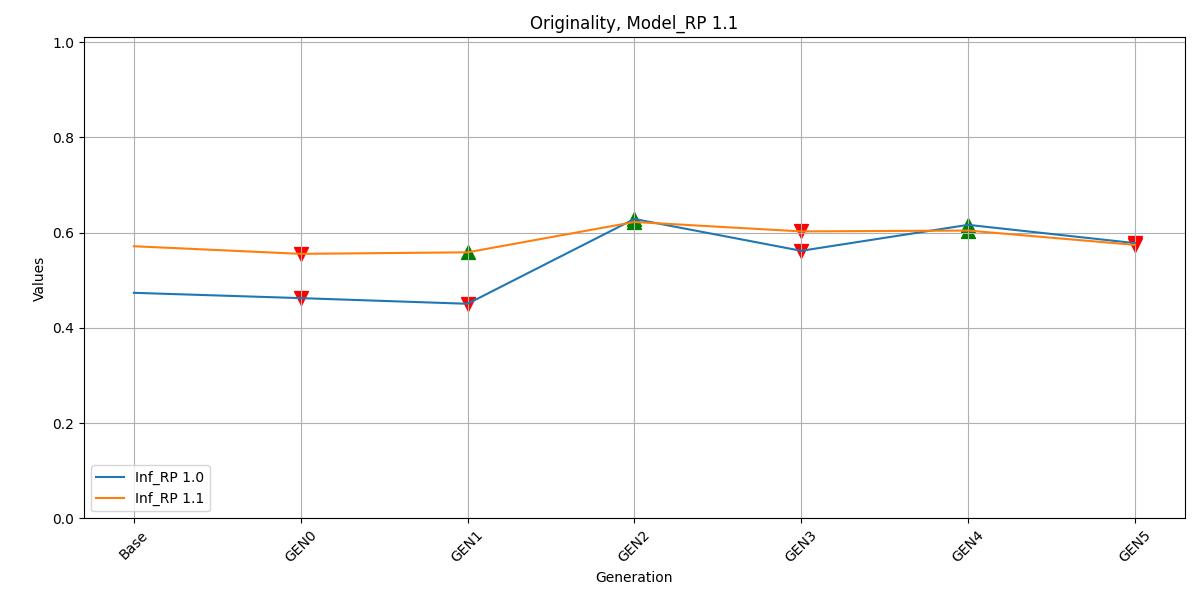 Originality, Model_RP 1.1
Values
1.0
0.8
0.6
0.4
0.2
0.0
Inf_RP 1.0
Inf_RP 1.1
Base
GEN0
GEN1
GEN2
GEN3
GEN4
GEN5
Generation